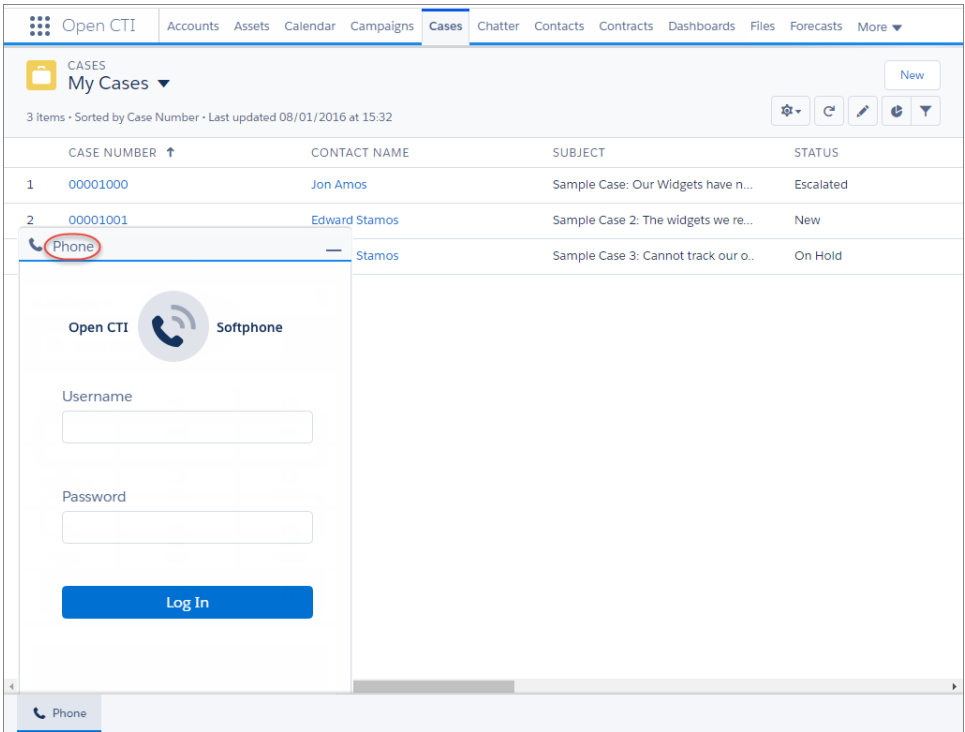 Open CTI Accounts Assets Calendar Campaigns Cases Chatter Contacts Contracts Dashboards Files Forecasts More
CASES
My Cases
New
3 items • Sorted by Case Number • Last updated 08/01/2016 at 15:32
CASE NUMBER CONTACT NAME SUBJECT STATUS
1 00001000 Jon Amos Sample Case: Our Widgets have n... Escalated
2 00001001 Edward Stamos Sample Case 2: The widgets we re... New
Stamos Sample Case 3: Cannot track our o.. On Hold
Phone
Open CTI Softphone
Username
Password
Log In
Phone